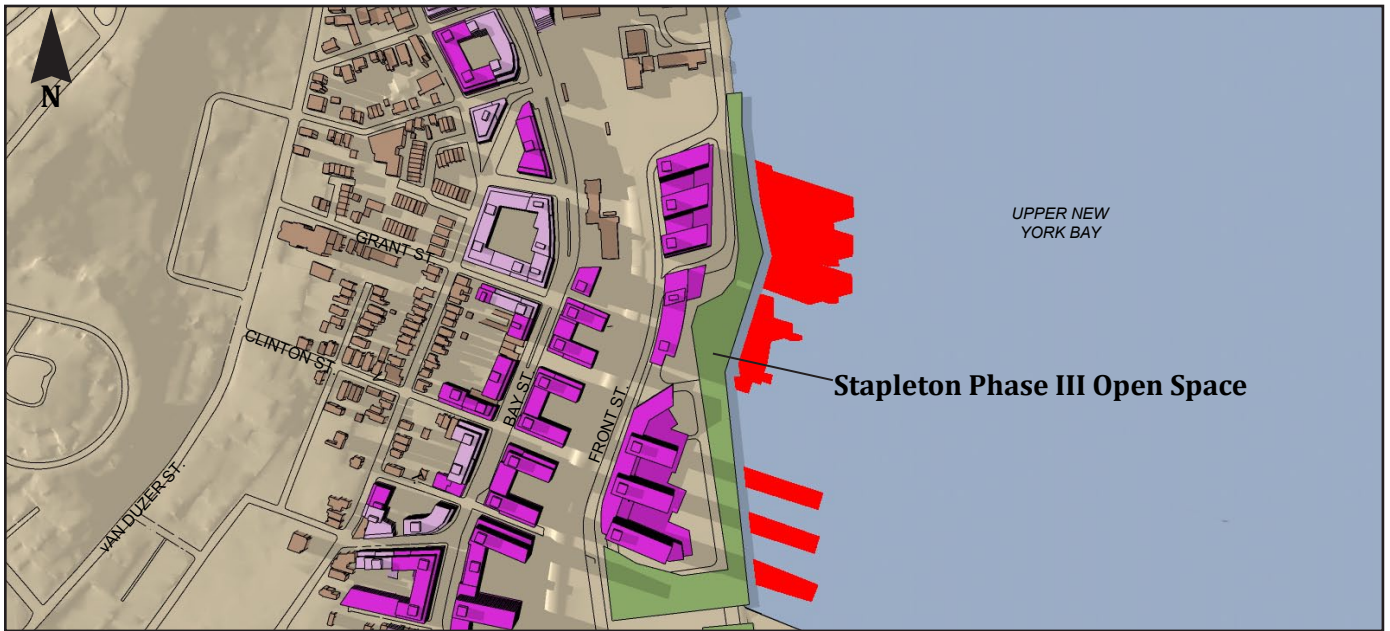 N
UPPER NEW
YORK BAY
GRANT ST.
CLINTON ST.
BAY ST.
FRONT ST.
Stapleton Phase III Open Space
VAN DUZER ST.